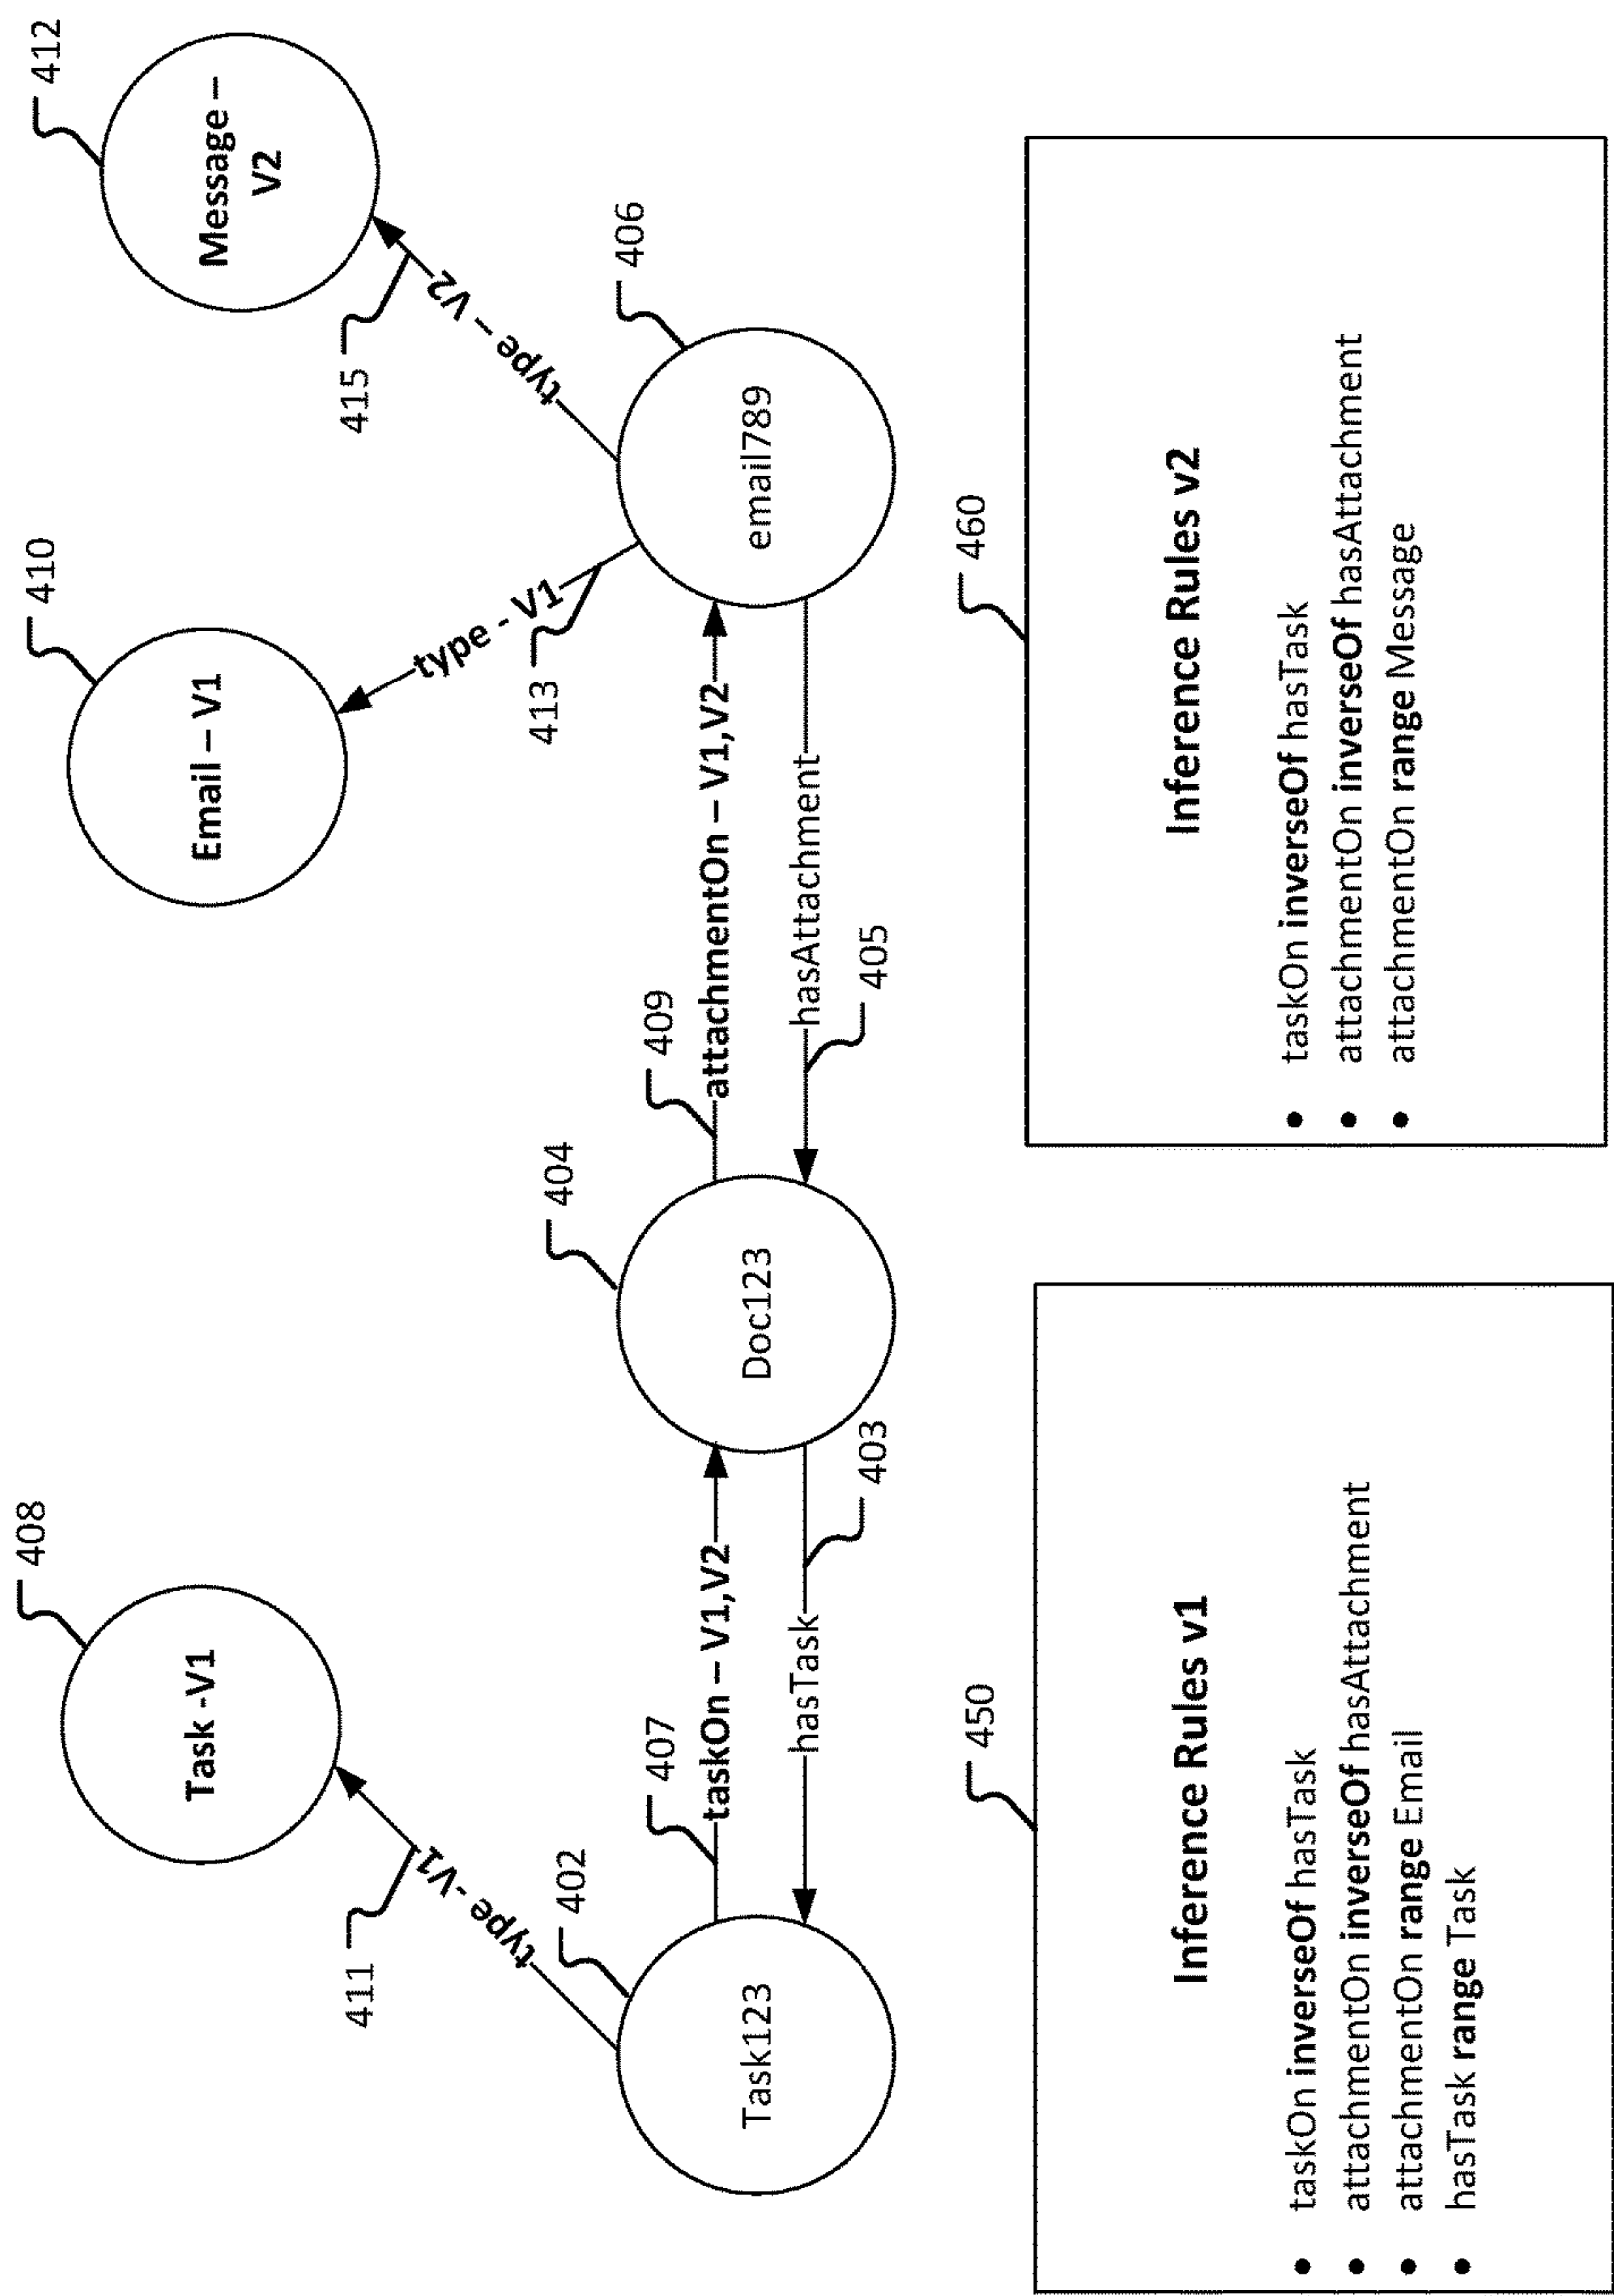 408
Task -V1
410
Email – V1
412
Message –
V2
411
type - V1
413
type - V1
415
type – V2
402
Task123
407
taskOn – V1,V2
hasTask
403
404
Doc123
409
attachmentOn – V1,V2
hasAttachment
405
406
email789
450
Inference Rules v1
• taskOn inverseOf hasTask
• attachmentOn inverseOf hasAttachment
• attachmentOn range Email
• hasTask range Task
460
Inference Rules v2
• taskOn inverseOf hasTask
• attachmentOn inverseOf hasAttachment
• attachmentOn range Message